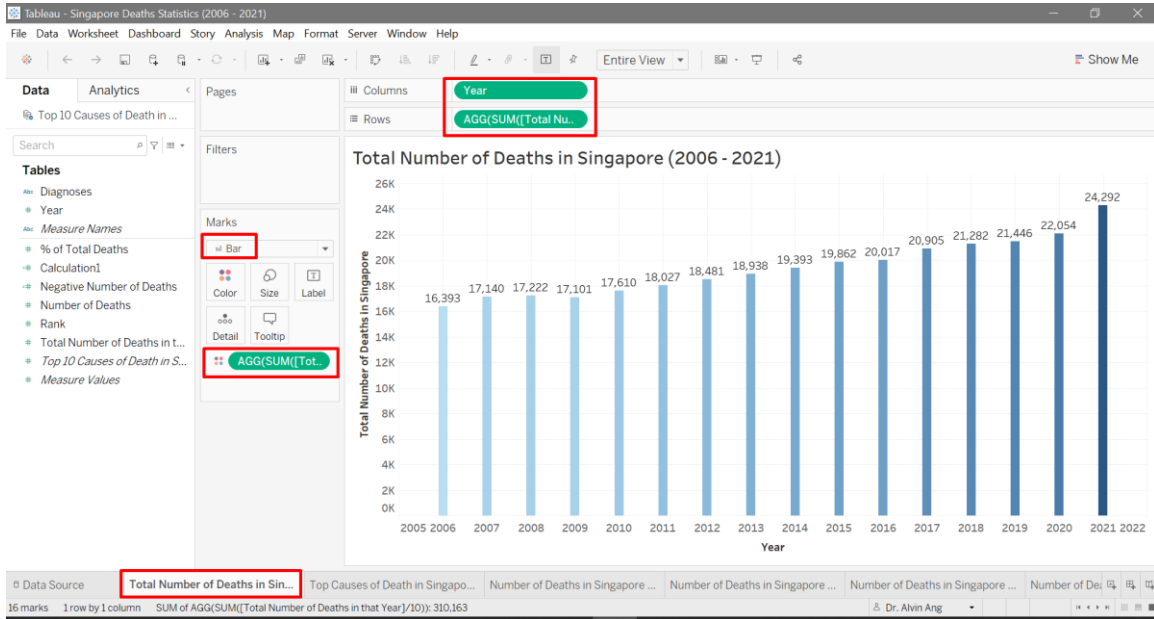 Tableau - Singapore Deaths Statistics (2006 - 2021)
File Data Worksheet Dashboard Story Analysis Map Format Server Window Help
Entire View
Show Me
Data Analytics
Top 10 Causes of Death in ...
Search
Tables
Diagnoses
Year
Measure Names
% of Total Deaths
Calculation1
Negative Number of Deaths
Number of Deaths
Rank
Total Number of Deaths in t...
Top 10 Causes of Death in S...
Measure Values
Pages
Filters
Marks
Bar
Color Size Label
Detail Tooltip
AGG(SUM([Tot..
Columns Year
Rows AGG(SUM([Total Nu..
Total Number of Deaths in Singapore (2006 - 2021)
Total Number of Deaths in Singapore
26K
24K
22K
20K
18K
16K
14K
12K
10K
8K
6K
4K
2K
0K
16,393 17,140 17,222 17,101 17,610 18,027 18,481 18,938 19,393 19,862 20,017 20,905 21,282 21,446 22,054 24,292
2005 2006 2007 2008 2009 2010 2011 2012 2013 2014 2015 2016 2017 2018 2019 2020 2021 2022
Year
Data Source Total Number of Deaths in Sin... Top Causes of Death in Singapo... Number of Deaths in Singapore ... Number of Deaths in Singapore ... Number of Deaths in Singapore ... Number of De
16 marks 1 row by 1 column SUM of AGG(SUM([Total Number of Deaths in that Year]/10)): 310,163
Dr. Alvin Ang